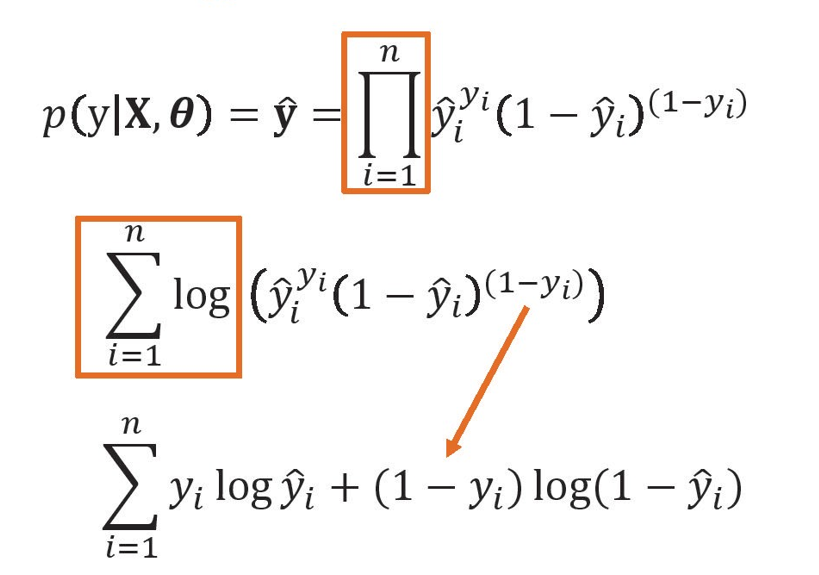 p(y|𝐗, 𝜽) = 𝐲̂ = ∏_{i=1}^{n} ŷ_i^{y_i} (1 − ŷ_i)^{(1−y_i)}
∑_{i=1}^{n} log (ŷ_i^{y_i} (1 − ŷ_i)^{(1−y_i)})
∑_{i=1}^{n} y_i log ŷ_i + (1 − y_i) log(1 − ŷ_i)